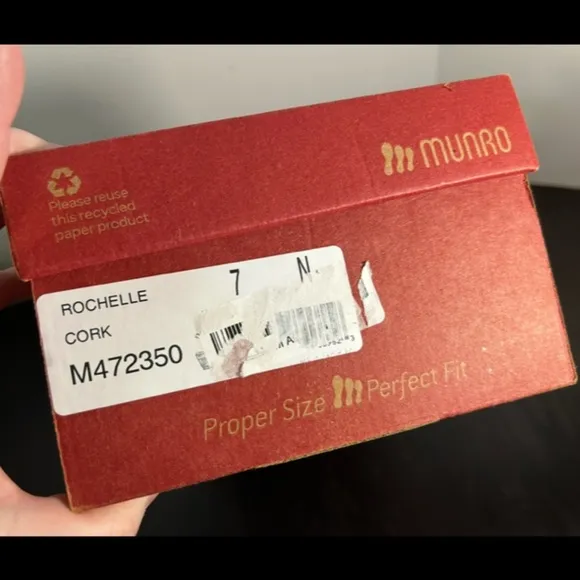 MUNRO
Please reuse
this recycled
paper product
7 N
ROCHELLE
CORK
M472350
Proper Size Perfect Fit